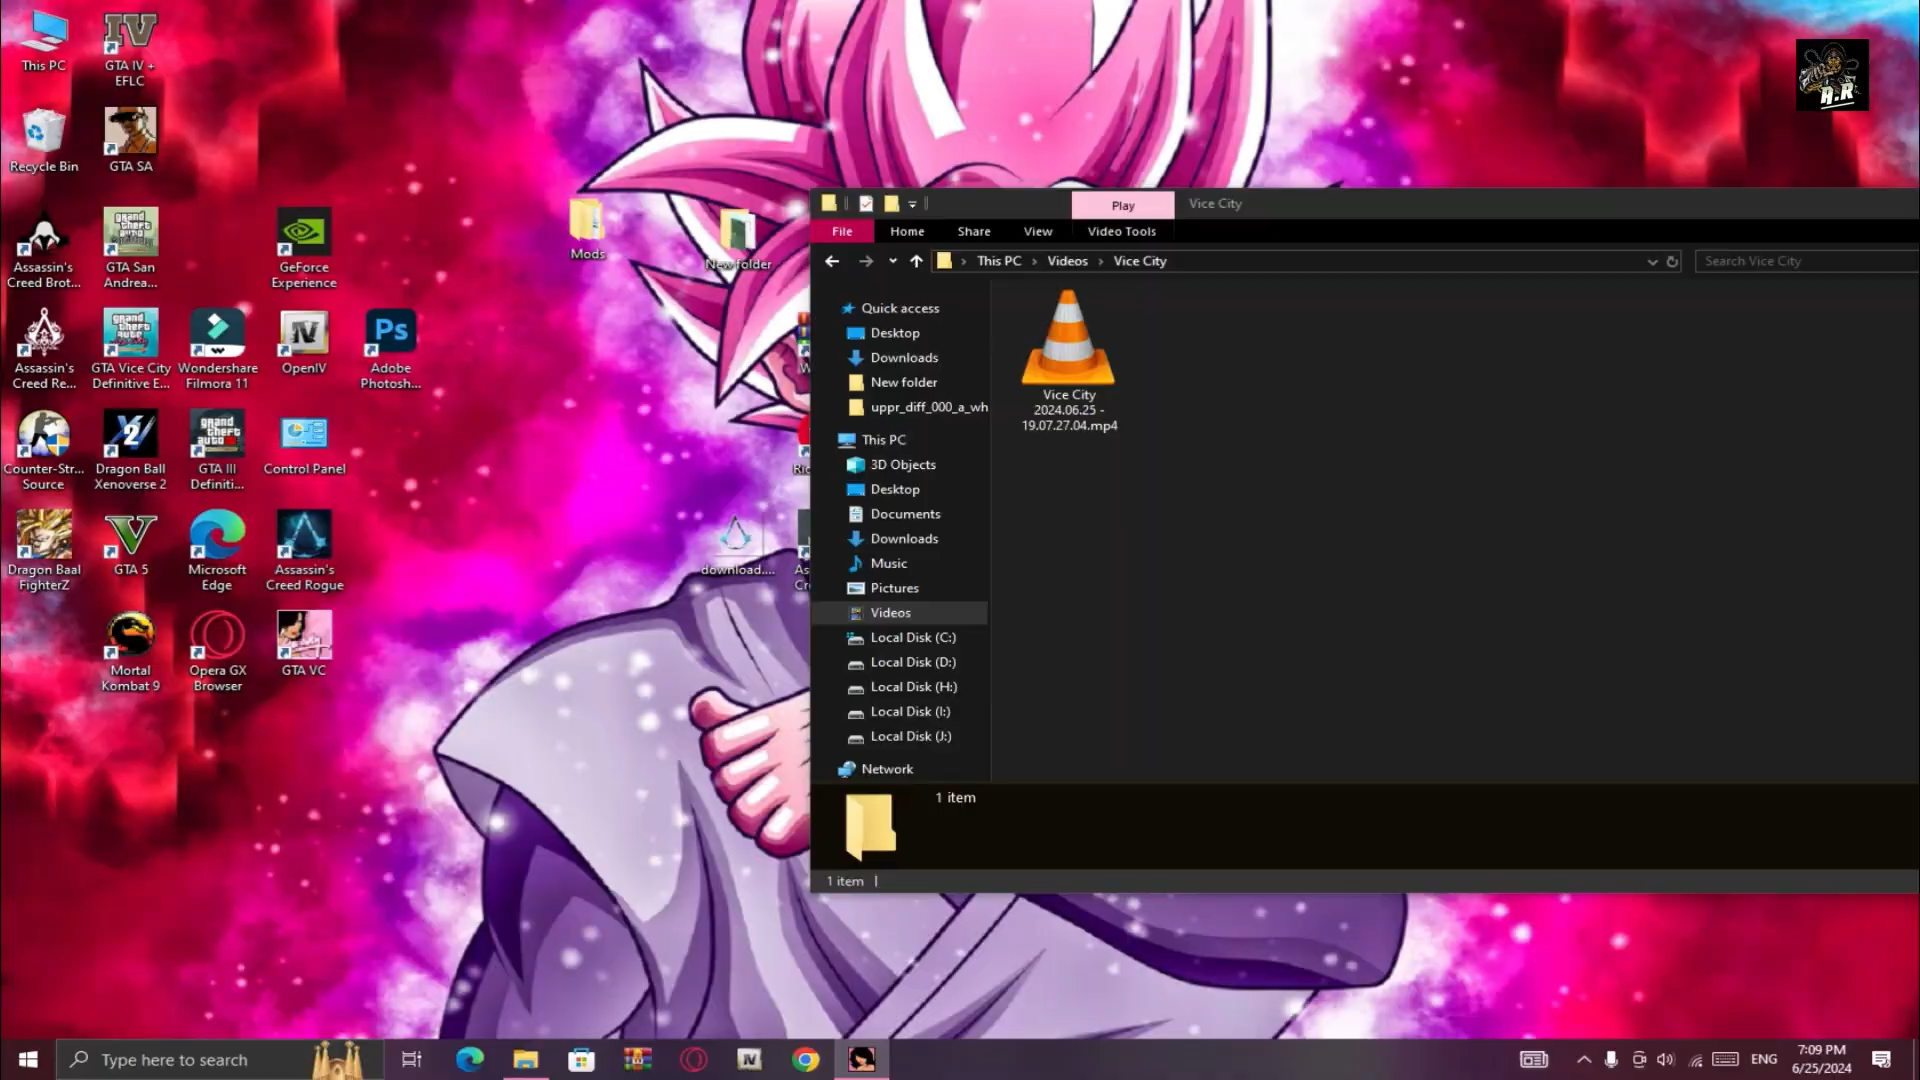 This PC
GTA IV +
EFLC
Recycle Bin
GTA SA
Assassin's
Creed Brot...
GTA San
Andrea...
GeForce
Experience
Mods
New folder
Assassin's
Creed Re...
GTA Vice City
Definitive E...
Wondershare
Filmora 11
OpenIV
Adobe
Photosh...
Counter-Str...
Source
Dragon Ball
Xenoverse 2
GTA III
Definiti...
Control Panel
Dragon Baal
FighterZ
GTA 5
Microsoft
Edge
Assassin's
Creed Rogue
download....
Mortal
Kombat 9
Opera GX
Browser
GTA VC
A.R
Play
Vice City
File
Home
Share
View
Video Tools
This PC
Videos
Vice City
Search Vice City
Quick access
Desktop
Downloads
New folder
uppr_diff_000_a_wh
This PC
3D Objects
Desktop
Documents
Downloads
Music
Pictures
Videos
Local Disk (C:)
Local Disk (D:)
Local Disk (H:)
Local Disk (I:)
Local Disk (J:)
Network
Vice City
2024.06.25 -
19.07.27.04.mp4
1 item
1 item
Type here to search
ENG
7:09 PM
6/25/2024